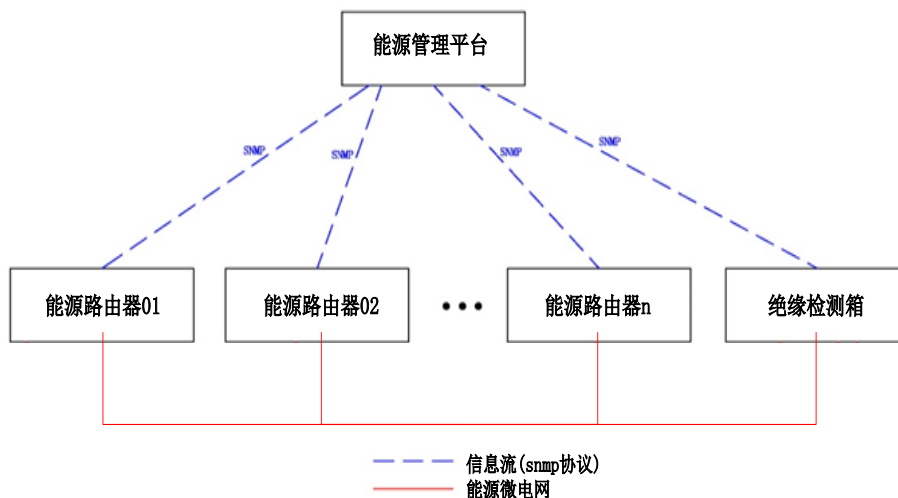 能源管理平台
SNMP
SNMP
SNMP
SNMP
能源路由器01
能源路由器02
•••
能源路由器n
绝缘检测箱
信息流(snmp协议)
能源微电网